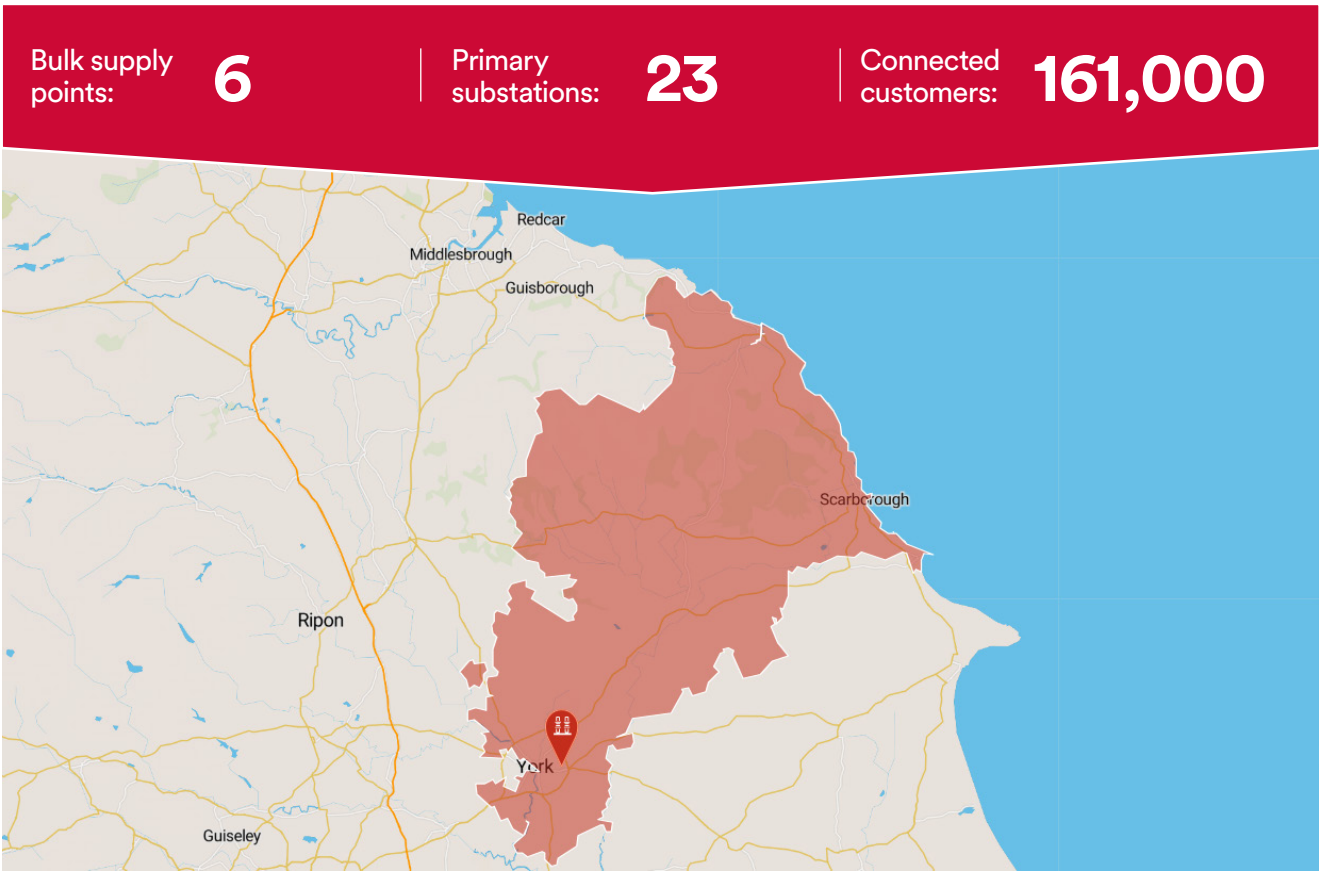 Bulk supply
points:
6
Primary
substations:
23
Connected
customers:
161,000
Redcar
Middlesbrough
Guisborough
Scarborough
Ripon
York
Guiseley